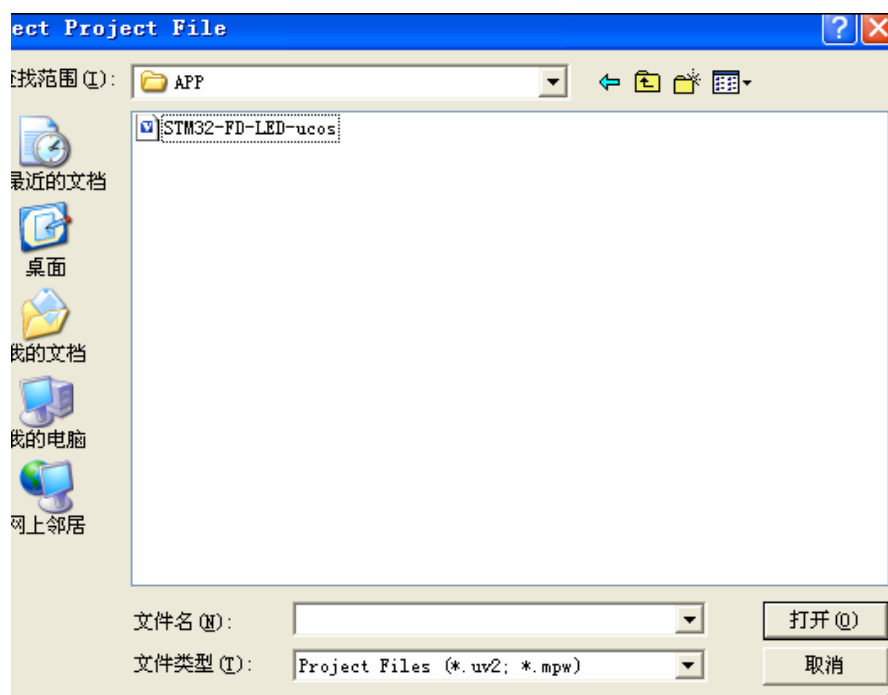 ect Project File
查找范围(I):
APP
STM32-FD-LED-ucos
最近的文档
桌面
我的文档
我的电脑
网上邻居
文件名(N):
打开(O)
文件类型(T):
Project Files (*.uv2; *.mpw)
取消